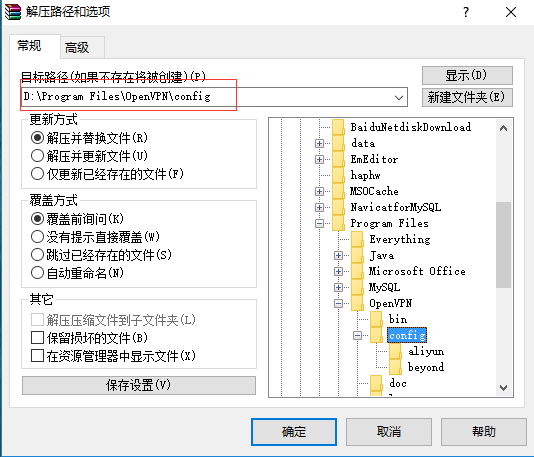 解压路径和选项
常规
高级
目标路径(如果不存在将被创建)(P)
显示(D)
D:\Program Files\OpenVPN\config
新建文件夹(E)
更新方式
解压并替换文件(R)
解压并更新文件(U)
仅更新已经存在的文件(F)
覆盖方式
覆盖前询问(K)
没有提示直接覆盖(W)
跳过已经存在的文件(S)
自动重命名(N)
其它
解压压缩文件到子文件夹(L)
保留损坏的文件(B)
在资源管理器中显示文件(X)
保存设置(V)
BaiduNetdiskDownload
data
EmEditor
haphw
MSOCache
NavicatforMySQL
Program Files
Everything
Java
Microsoft Office
MySQL
OpenVPN
bin
config
aliyun
beyond
doc
确定
取消
帮助